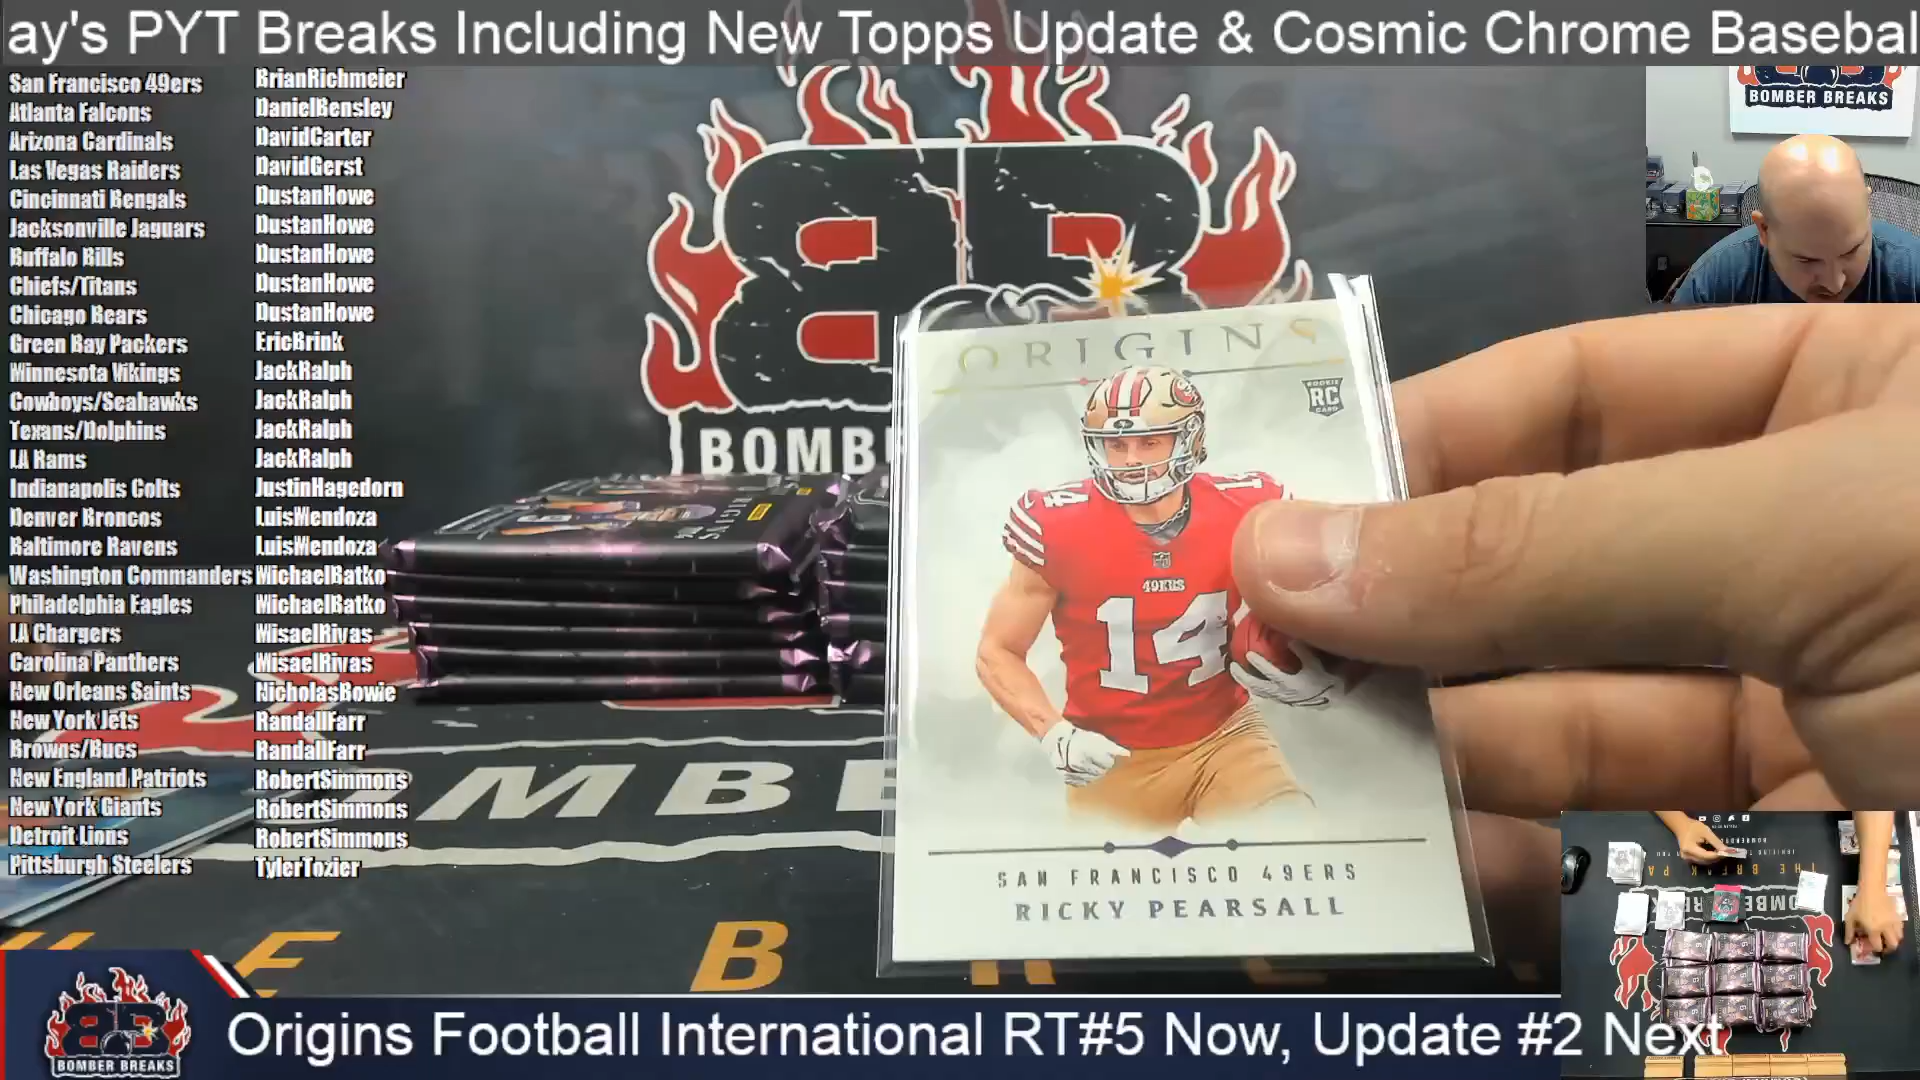 ay's PYT Breaks Including New Topps Update & Cosmic Chrome Basebal
San Francisco 49ers BrianRichmeier
Atlanta Falcons DanielBensley
Arizona Cardinals DavidCarter
Las Vegas Raiders DavidGerst
Cincinnati Bengals DustanHowe
Jacksonville Jaguars DustanHowe
Buffalo Bills DustanHowe
Chiefs/Titans DustanHowe
Chicago Bears DustanHowe
Green Bay Packers EricBrink
Minnesota Vikings JackRalph
Cowboys/Seahawks JackRalph
Texans/Dolphins JackRalph
LA Rams JackRalph
Indianapolis Colts JustinHagedorn
Denver Broncos LuisMendoza
Baltimore Ravens LuisMendoza
Washington Commanders MichaelBatko
Philadelphia Eagles MichaelBatko
LA Chargers MisaelRivas
Carolina Panthers MisaelRivas
New Orleans Saints NicholasBowie
New York Jets RandallFarr
Browns/Bucs RandallFarr
New England Patriots RobertSimmons
New York Giants RobertSimmons
Detroit Lions RobertSimmons
Pittsburgh Steelers TylerTozier
BOMBER BREAKS
BOMB
ORIGINS
ROOKIE
RC
CARD
14
14
49ERS
14
SAN FRANCISCO 49ERS
RICKY PEARSALL
OMBE
B
BOMBER BREAKS
Origins Football International RT#5 Now, Update #2 Next